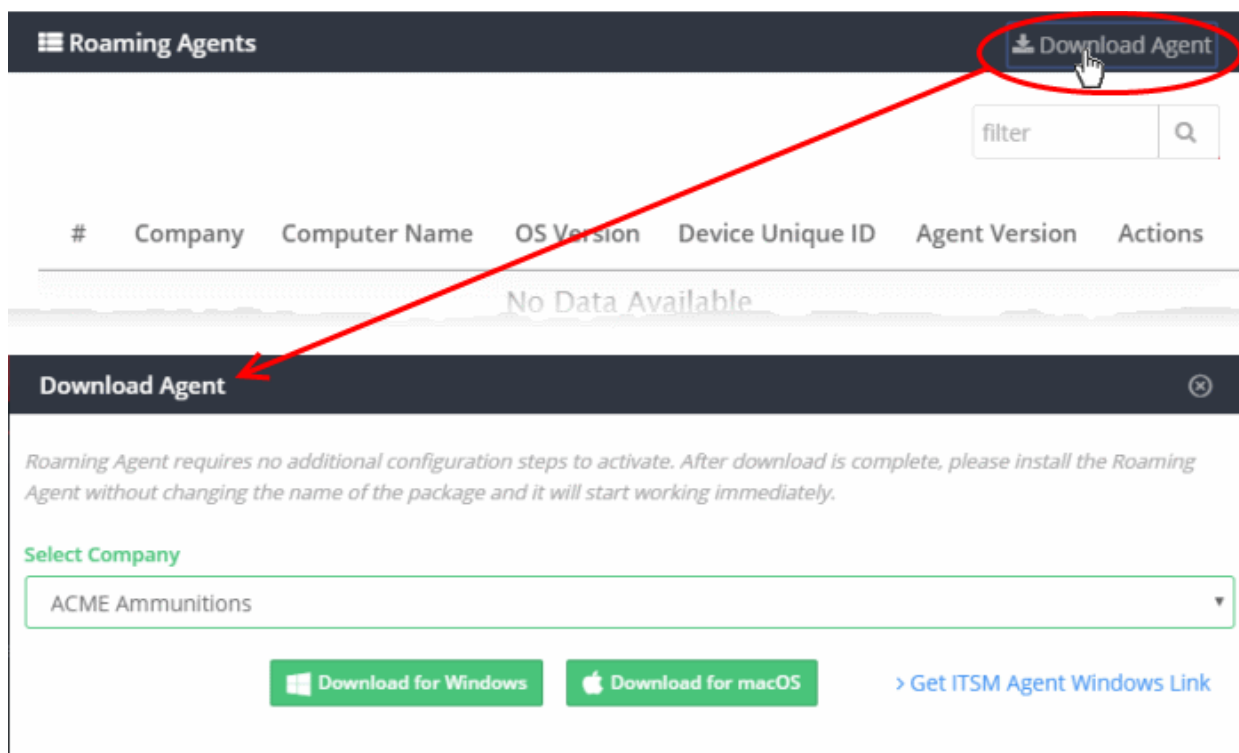 Roaming Agents Download Agent
filter
# Company Computer Name OS Version Device Unique ID Agent Version Actions
No Data Available
Download Agent
Roaming Agent requires no additional configuration steps to activate. After download is complete, please install the Roaming
Agent without changing the name of the package and it will start working immediately.
Select Company
ACME Ammunitions
Download for Windows Download for macOS > Get ITSM Agent Windows Link